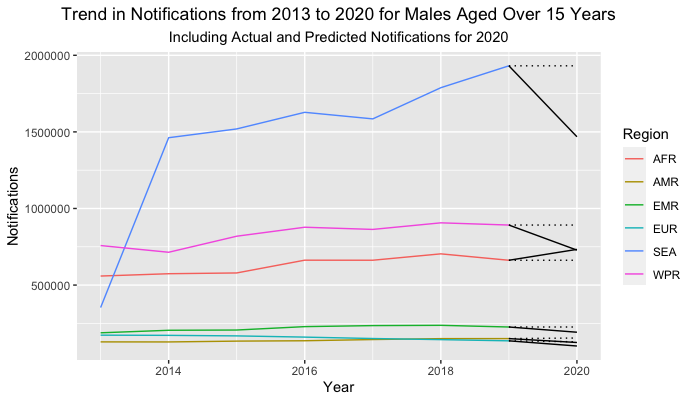 Trend in Notifications from 2013 to 2020 for Males Aged Over 15 Years
Including Actual and Predicted Notifications for 2020
2000000
1500000
1000000
500000
Notifications
2014
2016
2018
2020
Year
Region
AFR
AMR
EMR
EUR
SEA
WPR